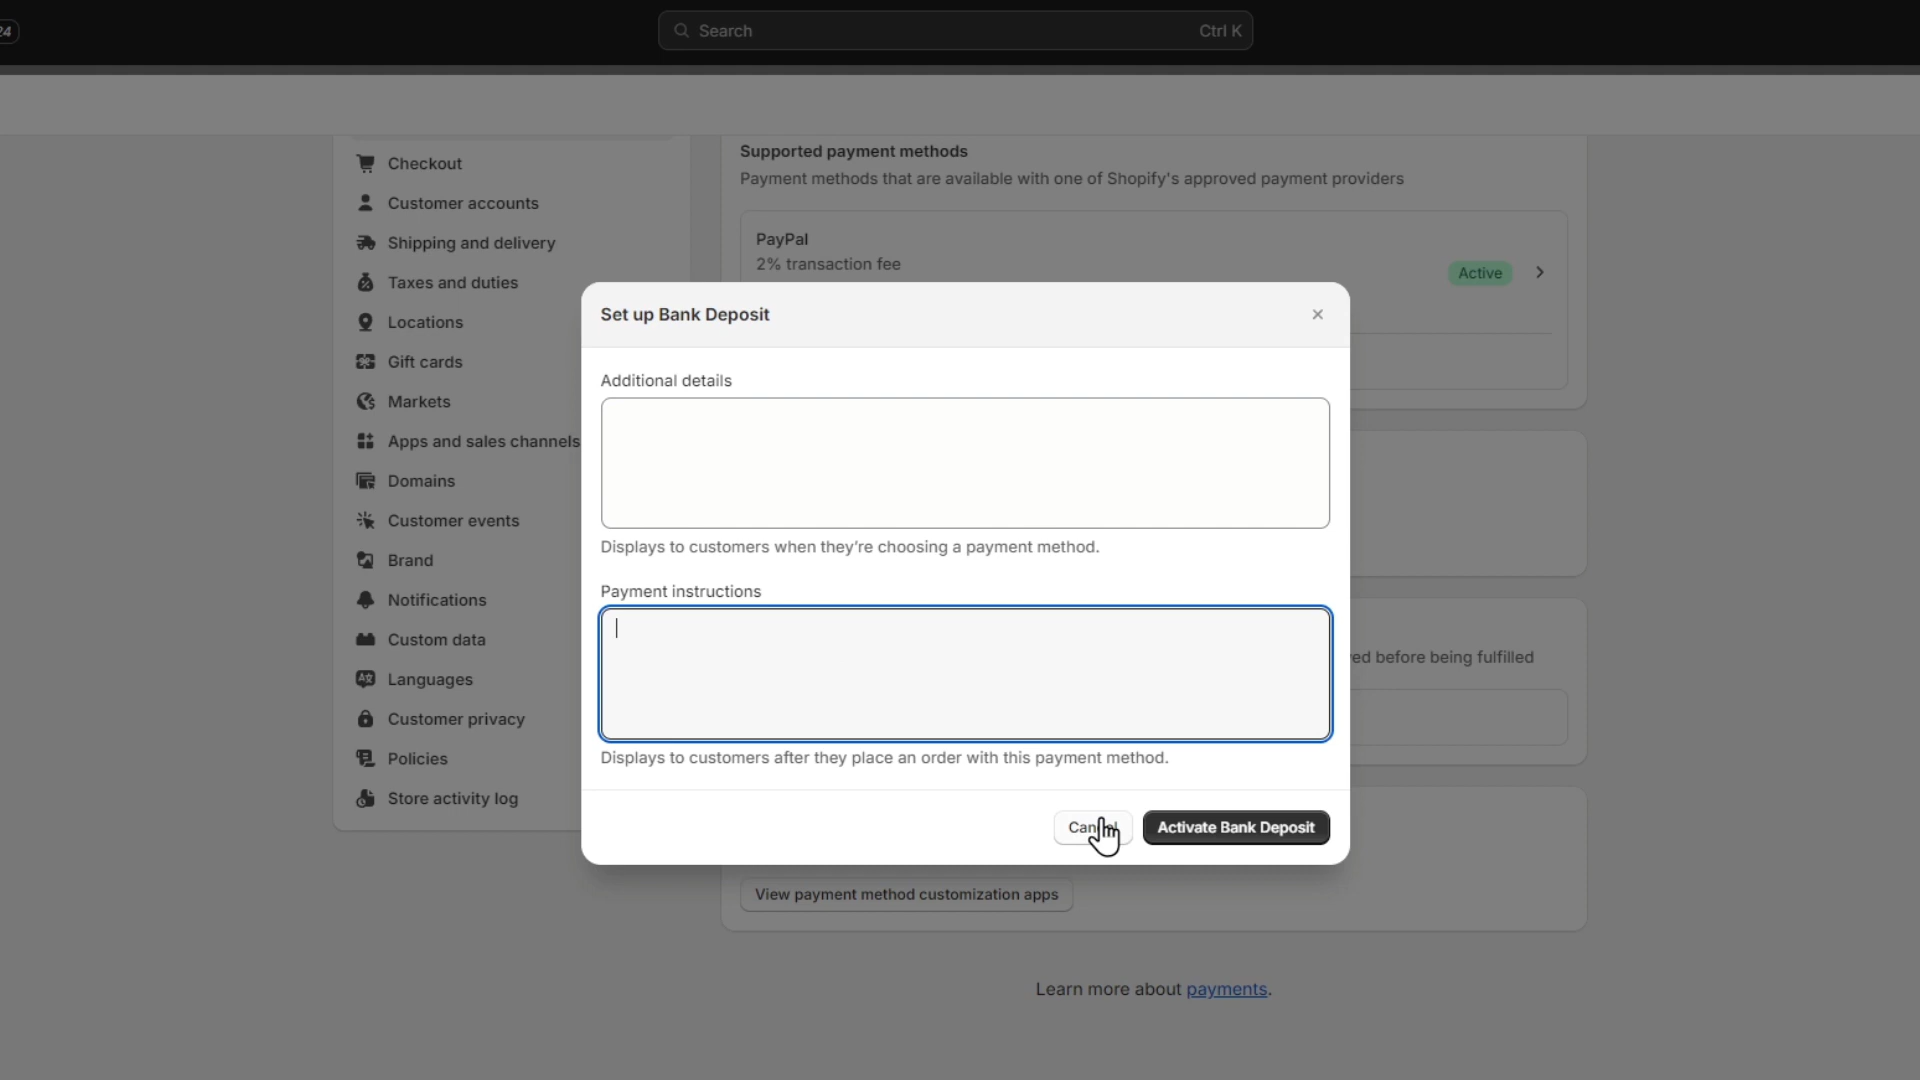 24
Search
Ctrl K
Checkout
Customer accounts
Shipping and delivery
Taxes and duties
Locations
Gift cards
Markets
Apps and sales channels
Domains
Customer events
Brand
Notifications
Custom data
Languages
Customer privacy
Policies
Store activity log
Supported payment methods
Payment methods that are available with one of Shopify's approved payment providers
PayPal
2% transaction fee
Active
Set up Bank Deposit
Additional details
Displays to customers when they're choosing a payment method.
Payment instructions
Displays to customers after they place an order with this payment method.
Activate Bank Deposit
ed before being fulfilled
View payment method customization apps
Learn more about payments.